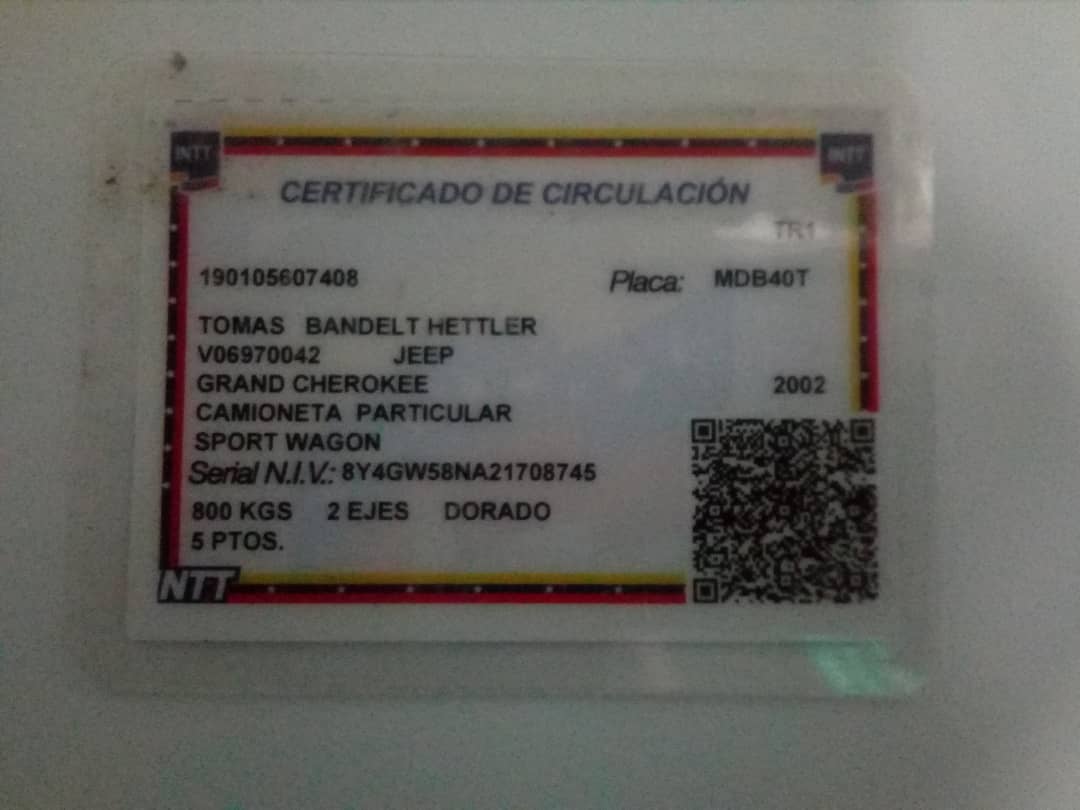 INTT INTT
CERTIFICADO DE CIRCULACIÓN
TR1
190105607408 Placa: MDB40T
TOMAS BANDELT HETTLER
V06970042 JEEP
GRAND CHEROKEE 2002
CAMIONETA PARTICULAR
SPORT WAGON
Serial N.I.V.: 8Y4GW58NA21708745
800 KGS 2 EJES DORADO
5 PTOS.
NTT